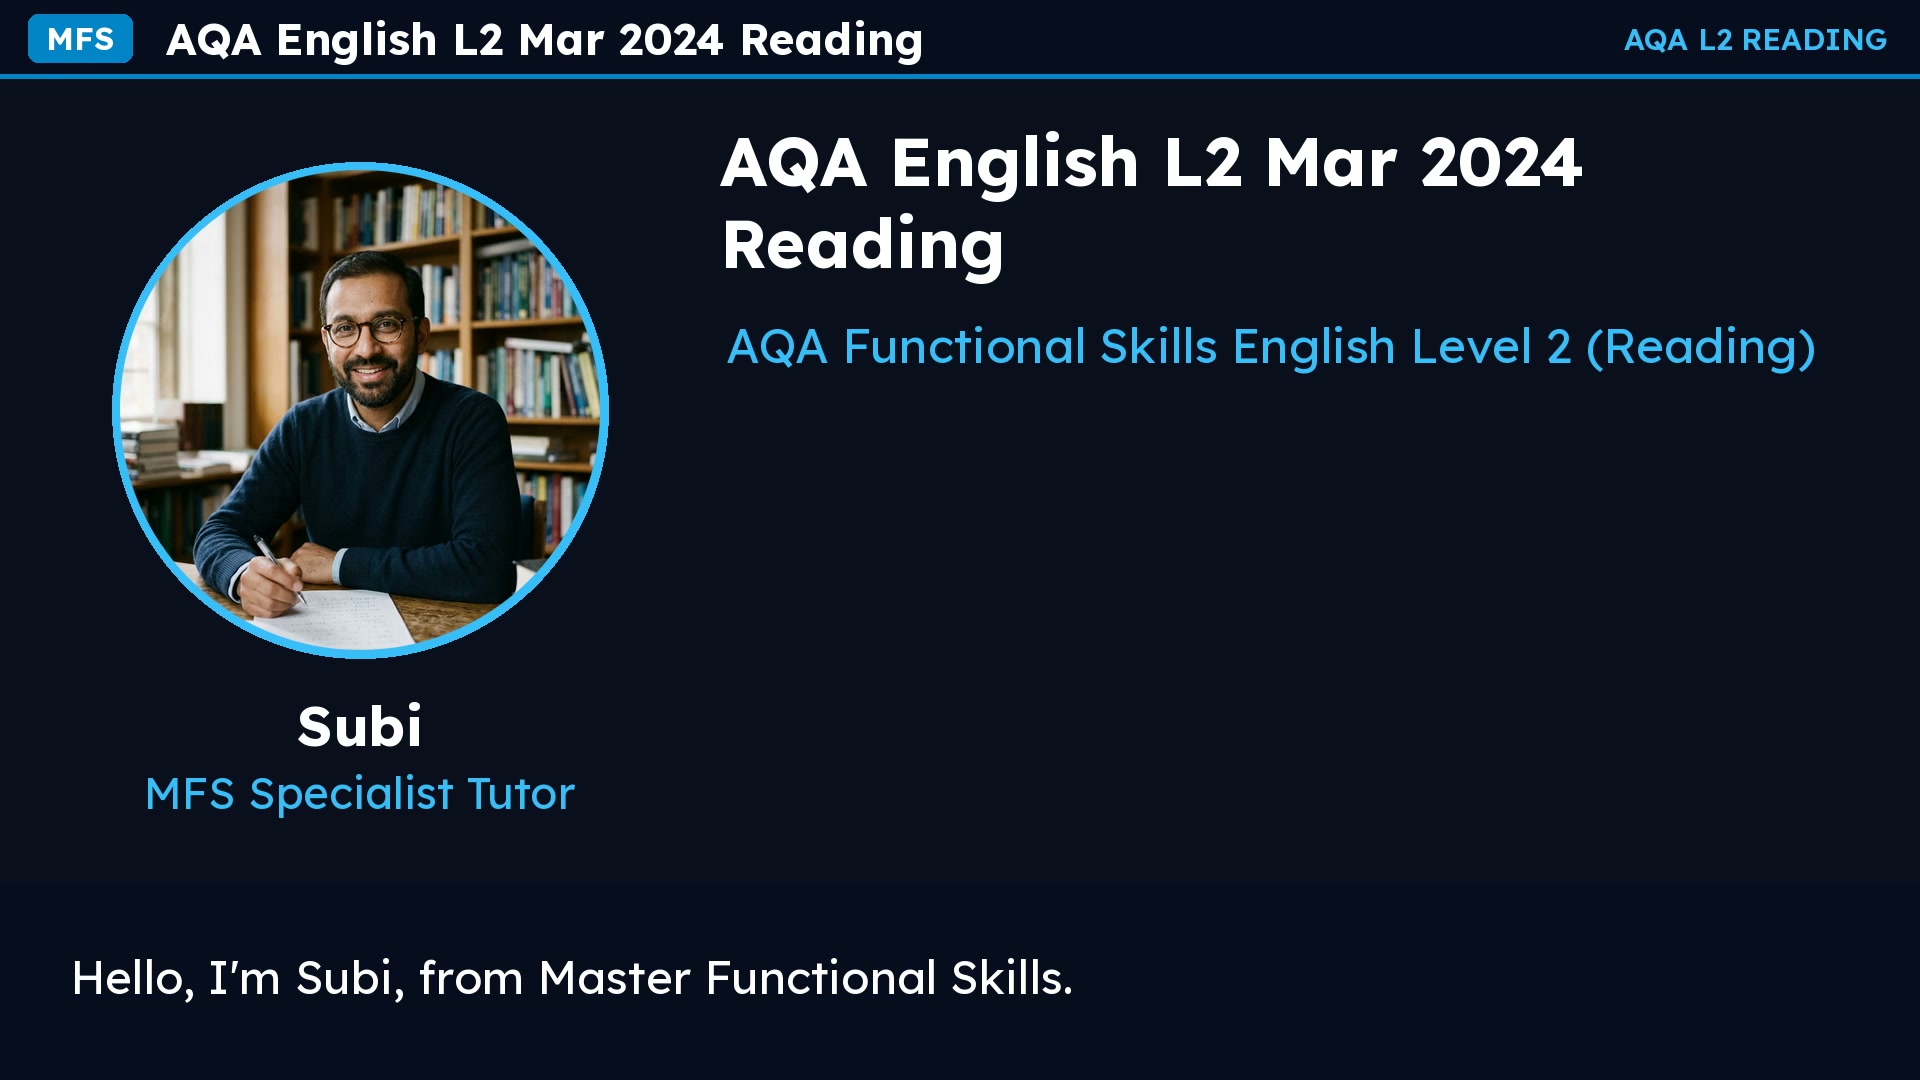 MFS
AQA English L2 Mar 2024 Reading
AQA L2 READING
AQA English L2 Mar 2024
Reading
AQA Functional Skills English Level 2 (Reading)
Subi
MFS Specialist Tutor
Hello, I'm Subi, from Master Functional Skills.